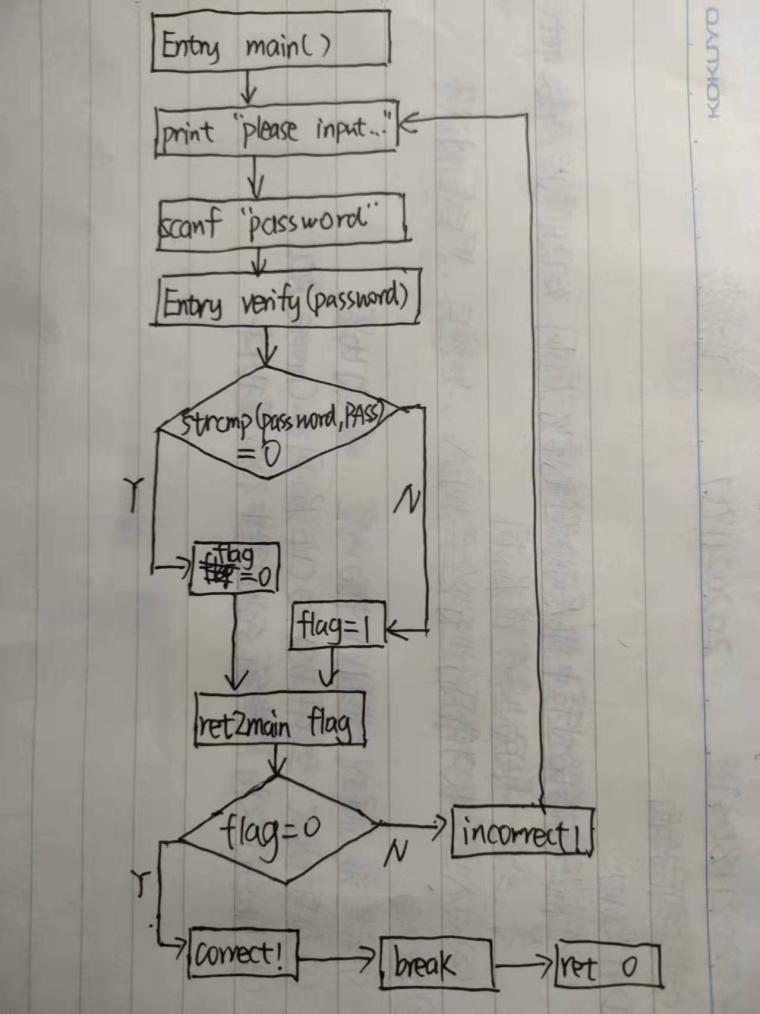 Entry main()
KOKUYO
print "please input..."
scanf "password"
Entry verify(password)
strcmp(password,PASS)
=0
Y
N
flag
=0
flag=1
ret2main flag
flag=0
N
incorrect!
Y
correct!
break
ret 0